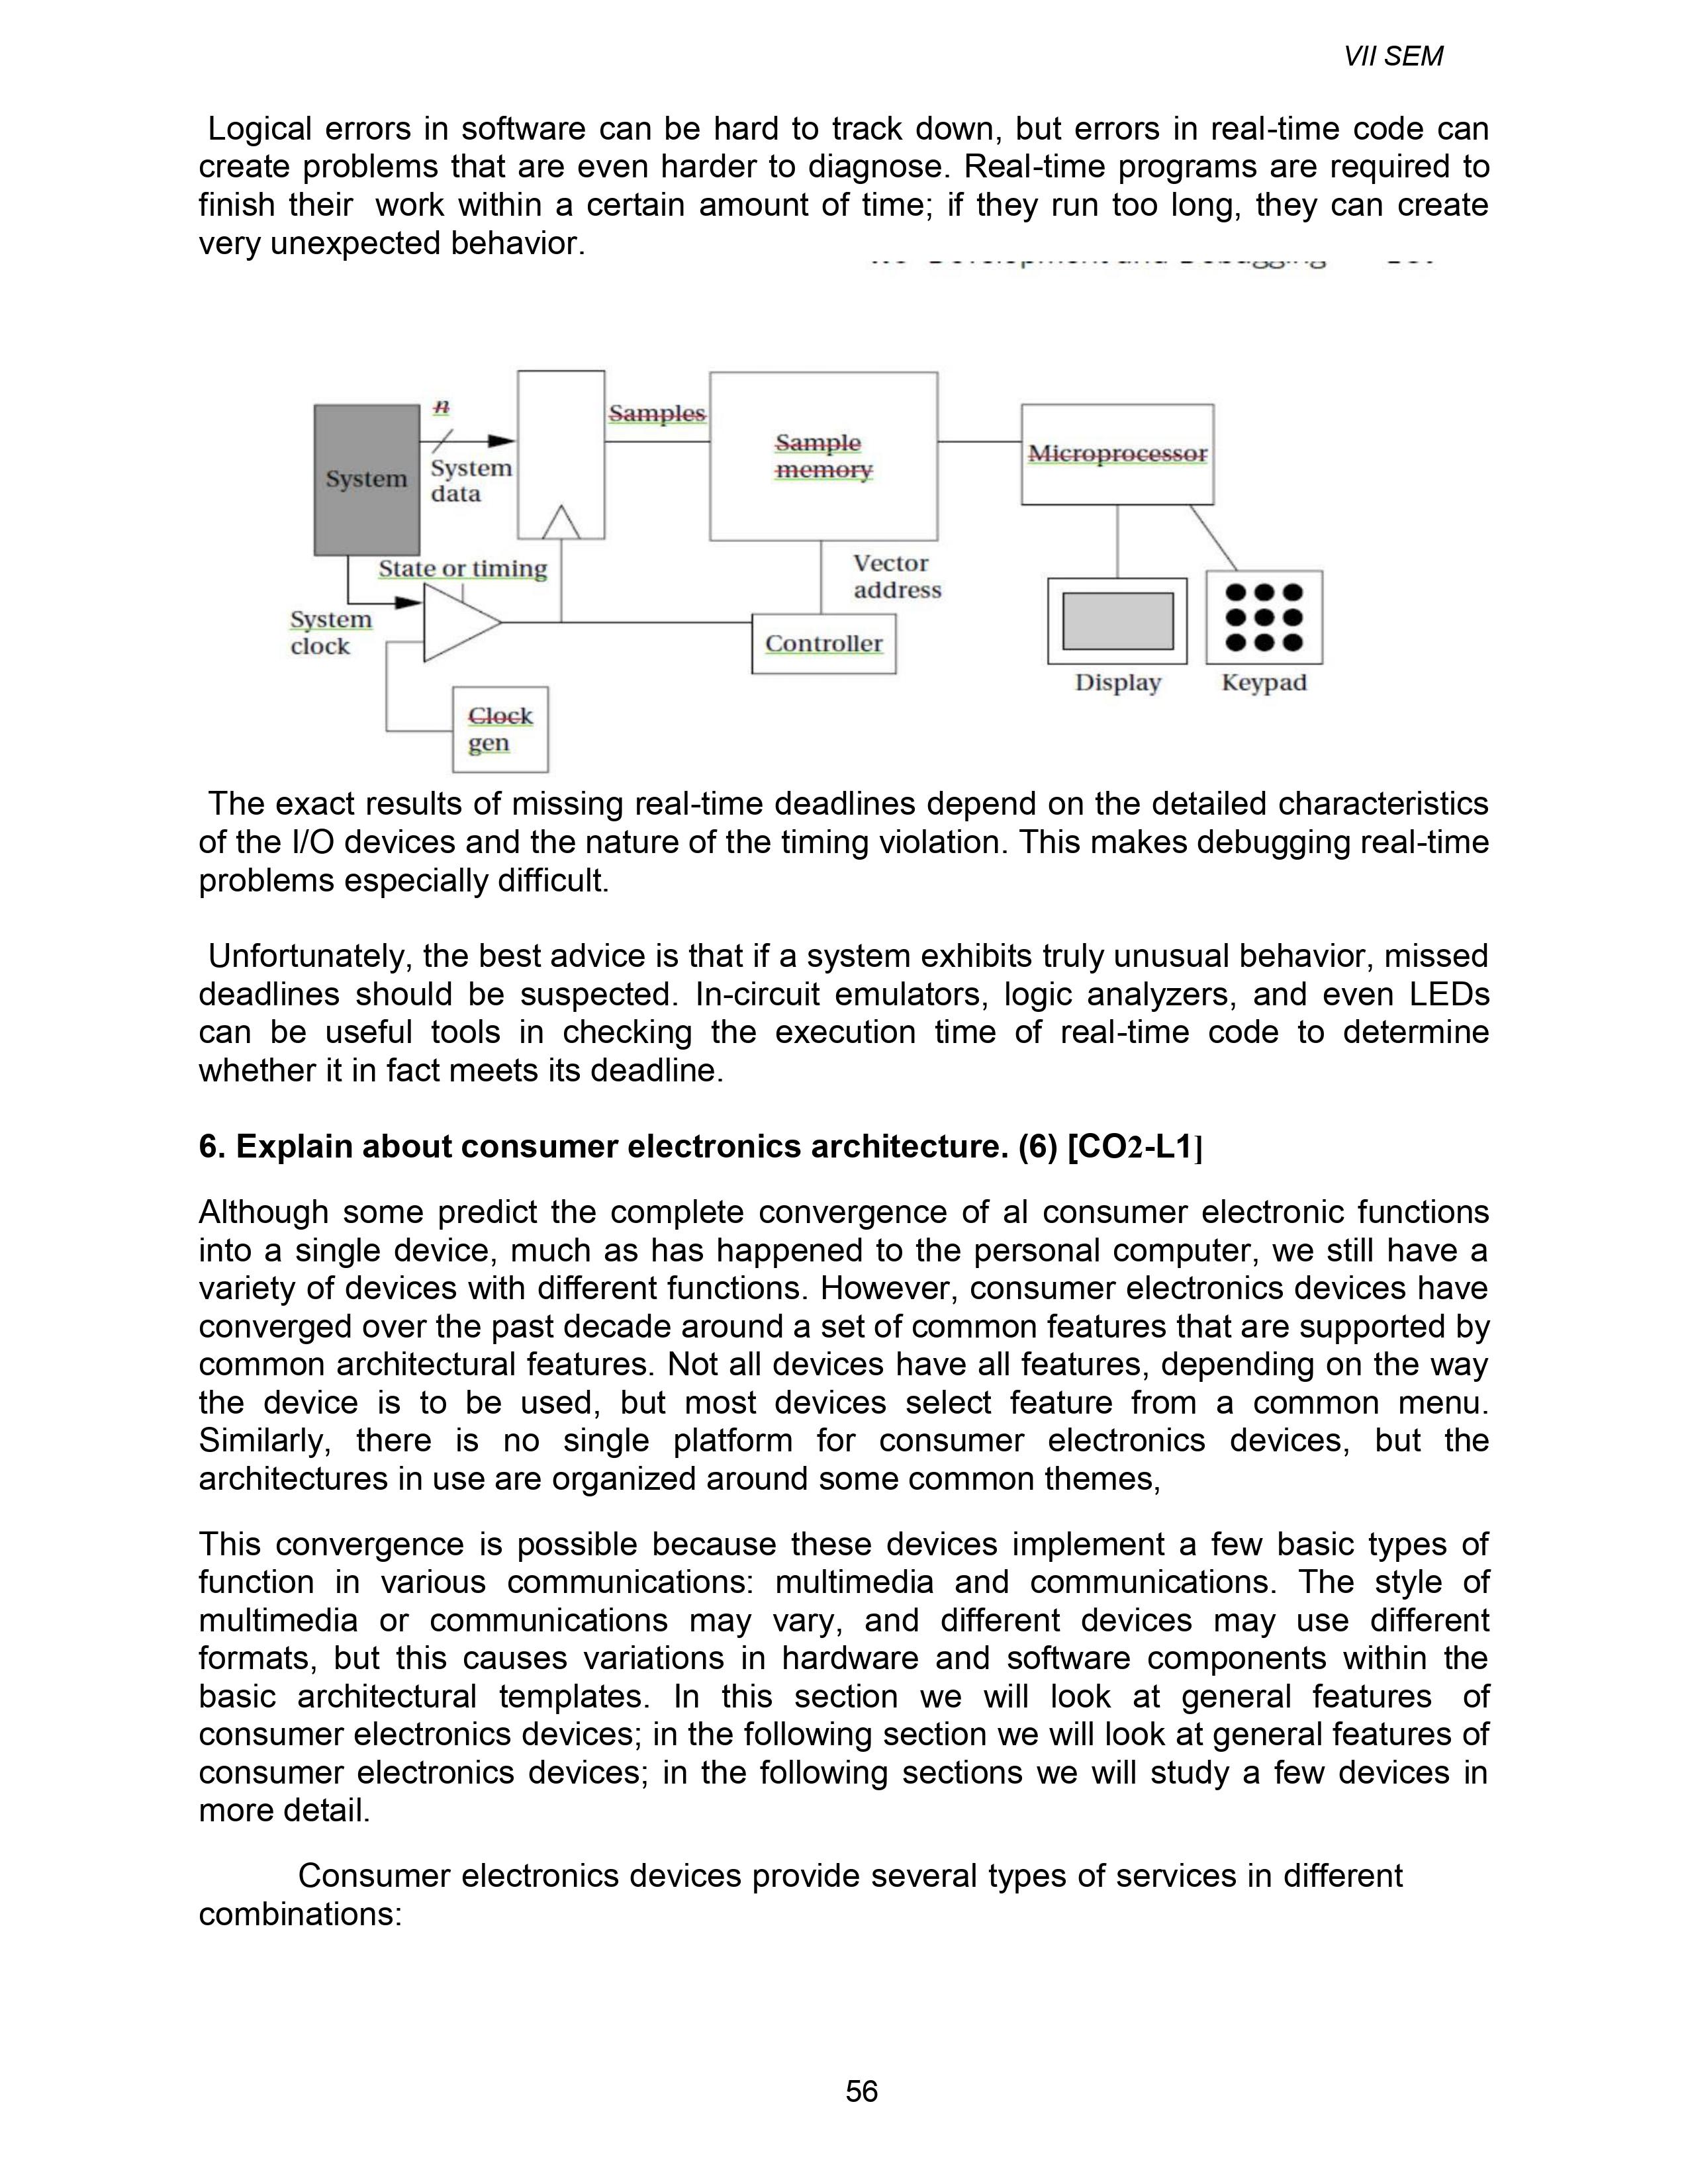 VII SEM
Logical errors in software can be hard to track down, but errors in real-time code can
create problems that are even harder to diagnose. Real-time programs are required to
finish their work within a certain amount of time; if they run too long, they can create
very unexpected behavior.
n
Samples
Sample
memory
Microprocessor
System
System
data
State or timing
Vector
address
System
clock
Controller
Display
Keypad
Clock
gen
The exact results of missing real-time deadlines depend on the detailed characteristics
of the I/O devices and the nature of the timing violation. This makes debugging real-time
problems especially difficult.
Unfortunately, the best advice is that if a system exhibits truly unusual behavior, missed
deadlines should be suspected. In-circuit emulators, logic analyzers, and even LEDs
can be useful tools in checking the execution time of real-time code to determine
whether it in fact meets its deadline.
6. Explain about consumer electronics architecture. (6) [CO2-L1]
Although some predict the complete convergence of al consumer electronic functions
into a single device, much as has happened to the personal computer, we still have a
variety of devices with different functions. However, consumer electronics devices have
converged over the past decade around a set of common features that are supported by
common architectural features. Not all devices have all features, depending on the way
the device is to be used, but most devices select feature from a common menu.
Similarly, there is no single platform for consumer electronics devices, but the
architectures in use are organized around some common themes,
This convergence is possible because these devices implement a few basic types of
function in various communications: multimedia and communications. The style of
multimedia or communications may vary, and different devices may use different
formats, but this causes variations in hardware and software components within the
basic architectural templates. In this section we will look at general features of
consumer electronics devices; in the following section we will look at general features of
consumer electronics devices; in the following sections we will study a few devices in
more detail.
Consumer electronics devices provide several types of services in different
combinations:
56